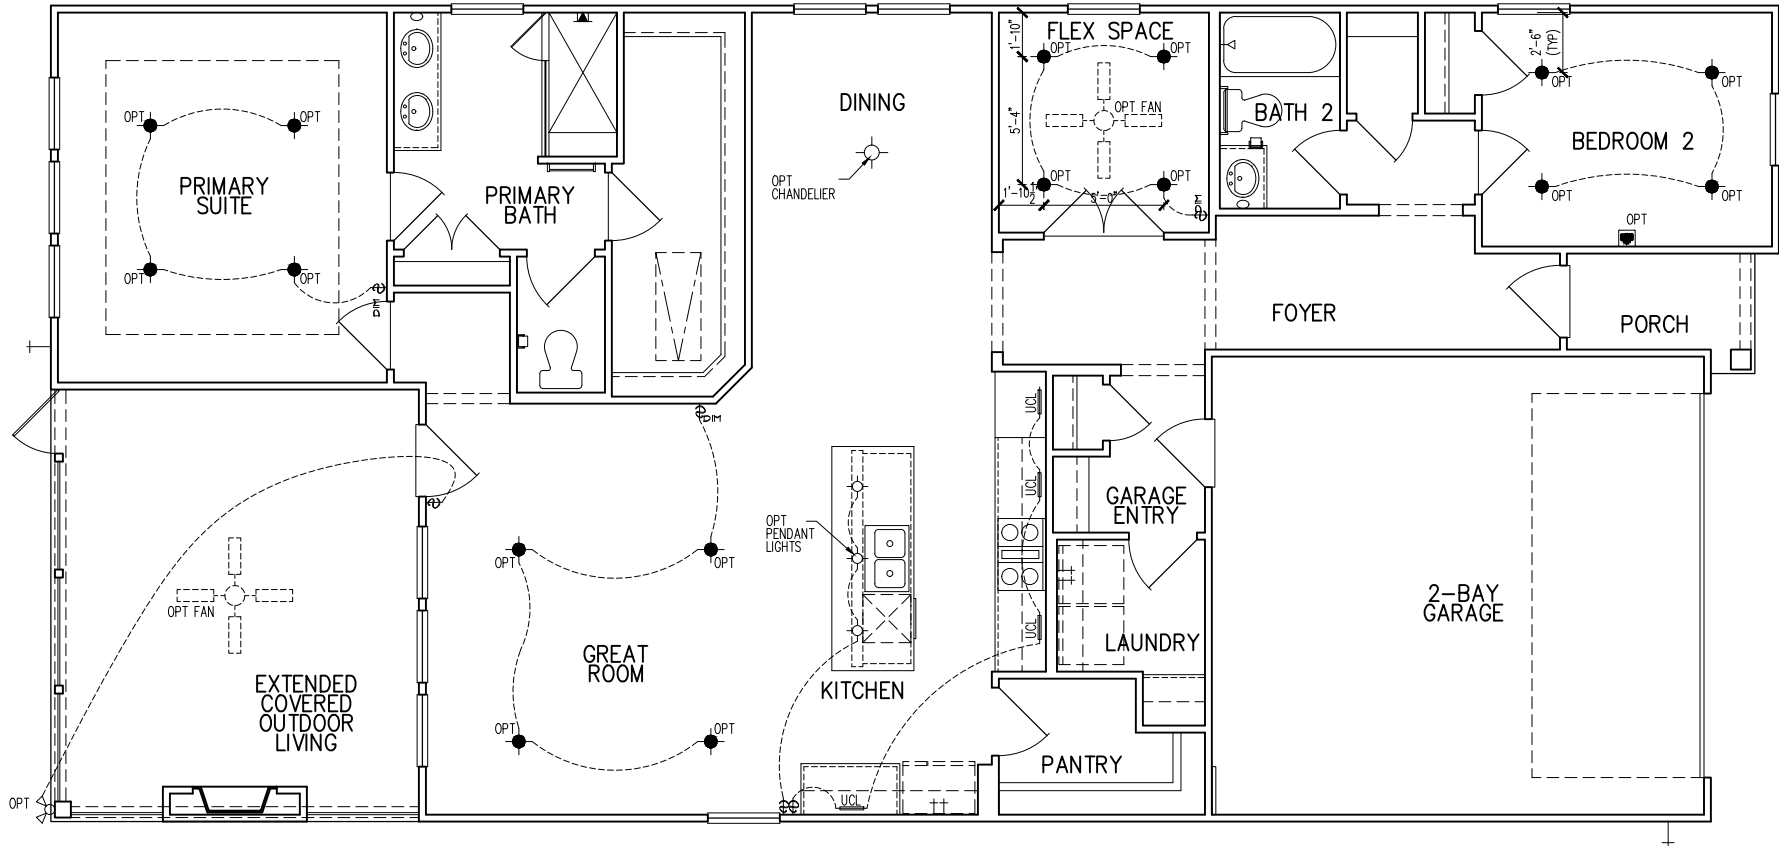 FLEX SPACE
1'-10"
OPT
OPT
2'-6"
(TYP)
OPT
OPT
DINING
OPT FAN
BATH 2
OPT
OPT
5'-4"
BEDROOM 2
PRIMARY
SUITE
PRIMARY
BATH
OPT
CHANDELIER
OPT
OPT
1'-10 1/2"
5'-0"
DIM
OPT
OPT
OPT
OPT
OPT
DIM
FOYER
PORCH
DIM
UCL
UCL
GARAGE
ENTRY
OPT
PENDANT
LIGHTS
OPT
OPT
OPT FAN
2-BAY
GARAGE
UCL
LAUNDRY
GREAT
ROOM
EXTENDED
COVERED
OUTDOOR
LIVING
KITCHEN
OPT
OPT
PANTRY
OPT
UCL